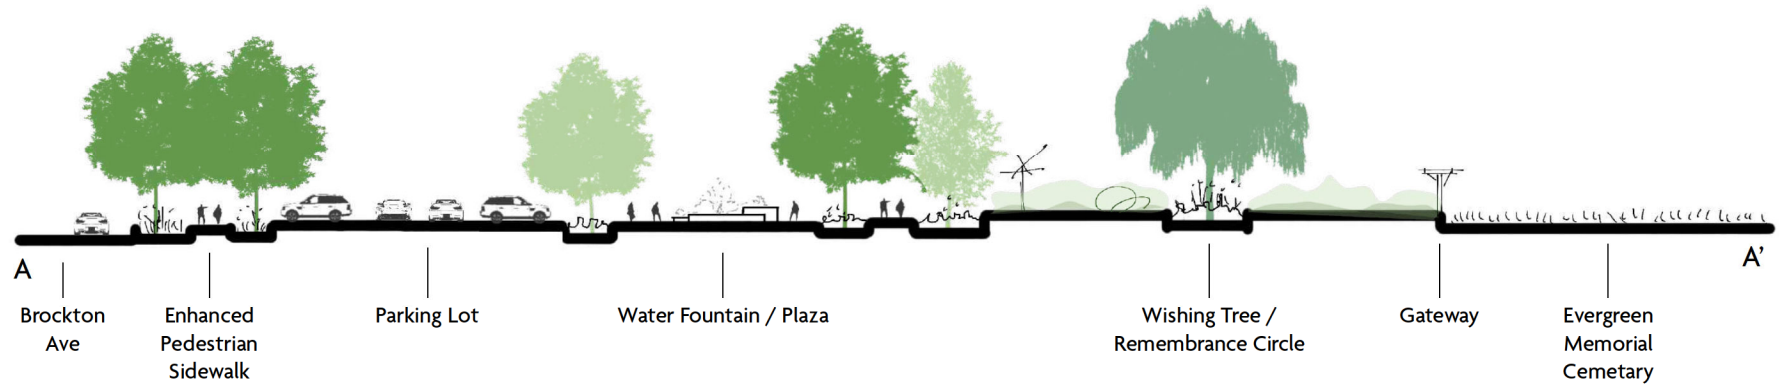 A
A’
Brockton
Ave
Enhanced
Pedestrian
Sidewalk
Parking Lot
Water Fountain / Plaza
Wishing Tree /
Remembrance Circle
Gateway
Evergreen
Memorial
Cemetary